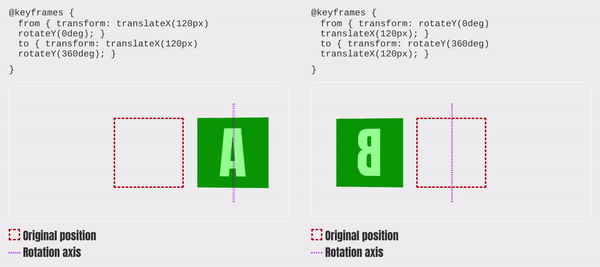 @keyframes {
from { transform: translateX(120px)
rotateY(0deg); }
to { transform: translateX(120px)
rotateY(360deg); }
}
A
Original position
Rotation axis
@keyframes {
from { transform: rotateY(0deg)
translateX(120px); }
to { transform: rotateY(360deg)
translateX(120px); }
}
B
Original position
Rotation axis